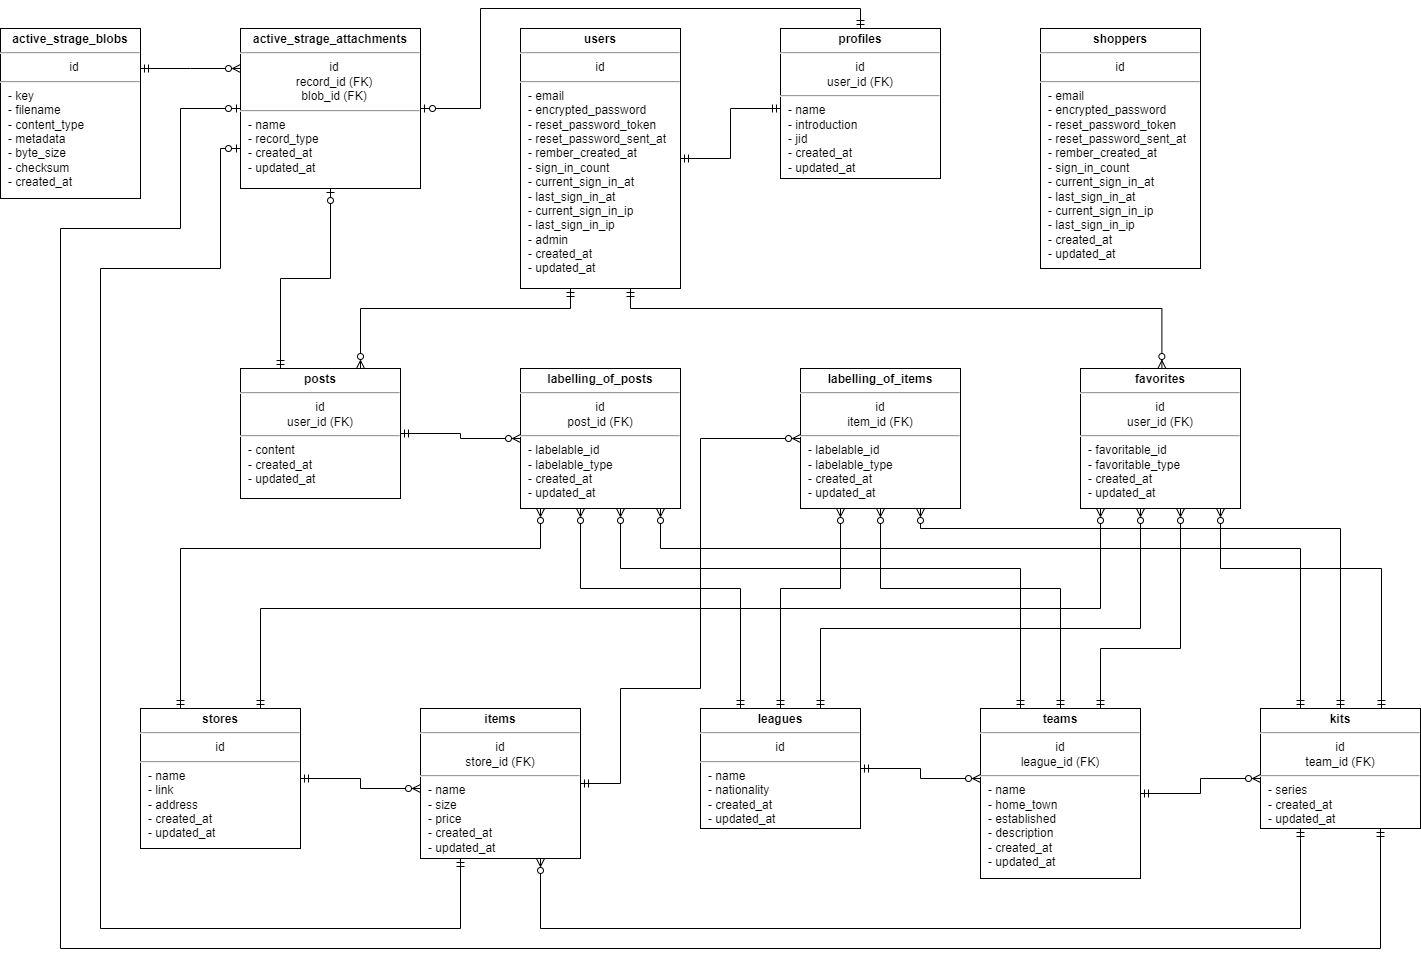 active_strage_blobs
id
- key
- filename
- content_type
- metadata
- byte_size
- checksum
- created_at
active_strage_attachments
id
record_id (FK)
blob_id (FK)
- name
- record_type
- created_at
- updated_at
users
id
- email
- encrypted_password
- reset_password_token
- reset_password_sent_at
- rember_created_at
- sign_in_count
- current_sign_in_at
- last_sign_in_at
- current_sign_in_ip
- last_sign_in_ip
- admin
- created_at
- updated_at
profiles
id
user_id (FK)
- name
- introduction
- jid
- created_at
- updated_at
shoppers
id
- email
- encrypted_password
- reset_password_token
- reset_password_sent_at
- rember_created_at
- sign_in_count
- current_sign_in_at
- last_sign_in_at
- current_sign_in_ip
- last_sign_in_ip
- created_at
- updated_at
posts
id
user_id (FK)
- content
- created_at
- updated_at
labelling_of_posts
id
post_id (FK)
- labelable_id
- labelable_type
- created_at
- updated_at
labelling_of_items
id
item_id (FK)
- labelable_id
- labelable_type
- created_at
- updated_at
favorites
id
user_id (FK)
- favoritable_id
- favoritable_type
- created_at
- updated_at
stores
id
- name
- link
- address
- created_at
- updated_at
items
id
store_id (FK)
- name
- size
- price
- created_at
- updated_at
leagues
id
- name
- nationality
- created_at
- updated_at
teams
id
league_id (FK)
- name
- home_town
- established
- description
- created_at
- updated_at
kits
id
team_id (FK)
- series
- created_at
- updated_at